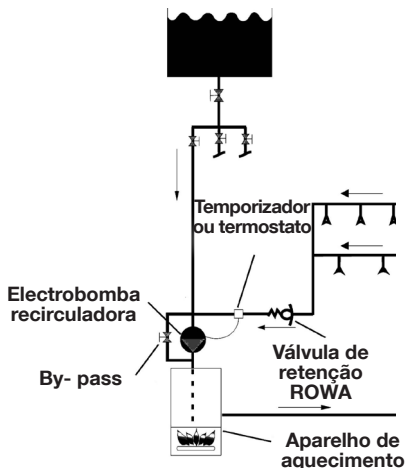 Temporizador
ou termostato
Electrobomba
recirculadora
By- pass
Válvula de
retenção
ROWA
Aparelho de
aquecimento